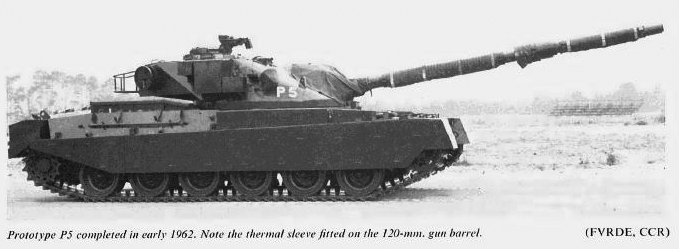 P5
Prototype P5 completed in early 1962. Note the thermal sleeve fitted on the 120-mm. gun barrel. (FVRDE, CCR)